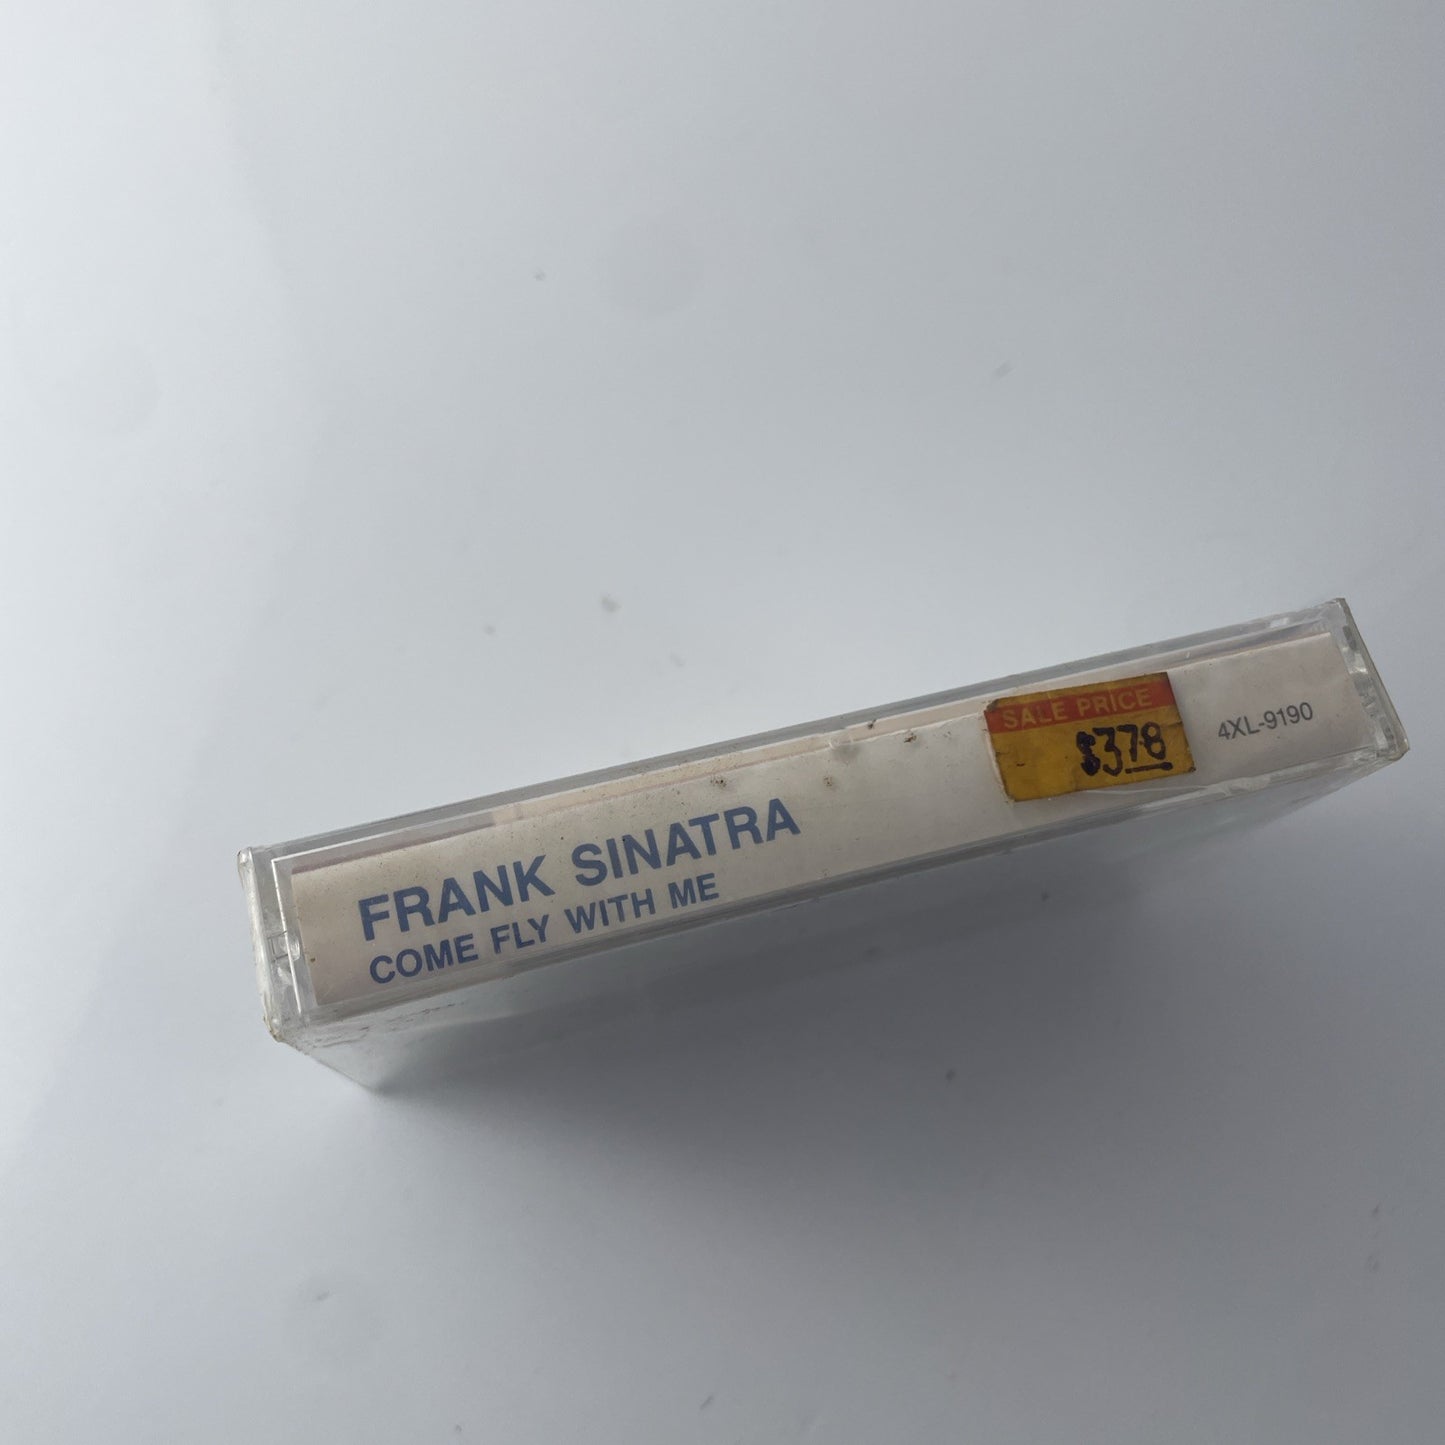 FRANK SINATRA
COME FLY WITH ME
SALE PRICE
$3.78
4XL-9190